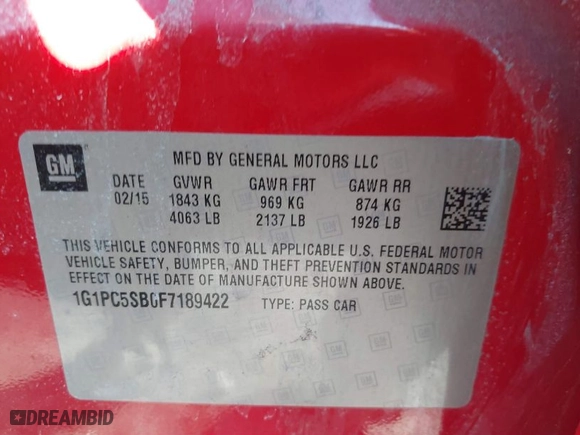 GM
MFD BY GENERAL MOTORS LLC
DATE GVWR GAWR FRT GAWR RR
02/15 1843 KG 969 KG 874 KG
4063 LB 2137 LB 1926 LB
THIS VEHICLE CONFORMS TO ALL APPLICABLE U.S. FEDERAL MOTOR
VEHICLE SAFETY, BUMPER, AND THEFT PREVENTION STANDARDS IN
EFFECT ON THE DATE OF MANUFACTURE SHOWN ABOVE.
1G1PC5SB0F7189422 TYPE: PASS CAR
DREAMBID